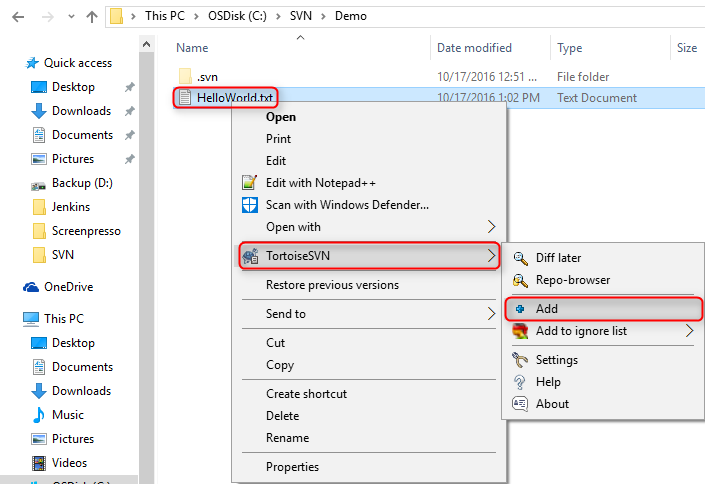 This PC > OSDisk (C:) > SVN > Demo
Name Date modified Type Size
Quick access
Desktop
Downloads
Documents
Pictures
Backup (D:)
Jenkins
Screenpresso
SVN
OneDrive
This PC
Desktop
Documents
Downloads
Music
Pictures
Videos
OSDisk (C:)
.svn 10/17/2016 12:51 ... File folder
HelloWorld.txt 10/17/2016 1:02 PM Text Document
Open
Print
Edit
Edit with Notepad++
Scan with Windows Defender...
Open with
TortoiseSVN
Restore previous versions
Send to
Cut
Copy
Create shortcut
Delete
Rename
Properties
Diff later
Repo-browser
Add
Add to ignore list
Settings
Help
About